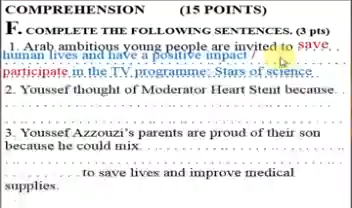 COMPREHENSION (15 POINTS)
F. COMPLETE THE FOLLOWING SENTENCES. (3 pts)
1. Arab ambitious young people are invited to save
human lives and have a positive impact /
participate in the TV programme: Stars of science
2. Youssef thought of Moderator Heart Stent because
3. Youssef Azzouzi's parents are proud of their son
because he could mix
to save lives and improve medical
supplies.